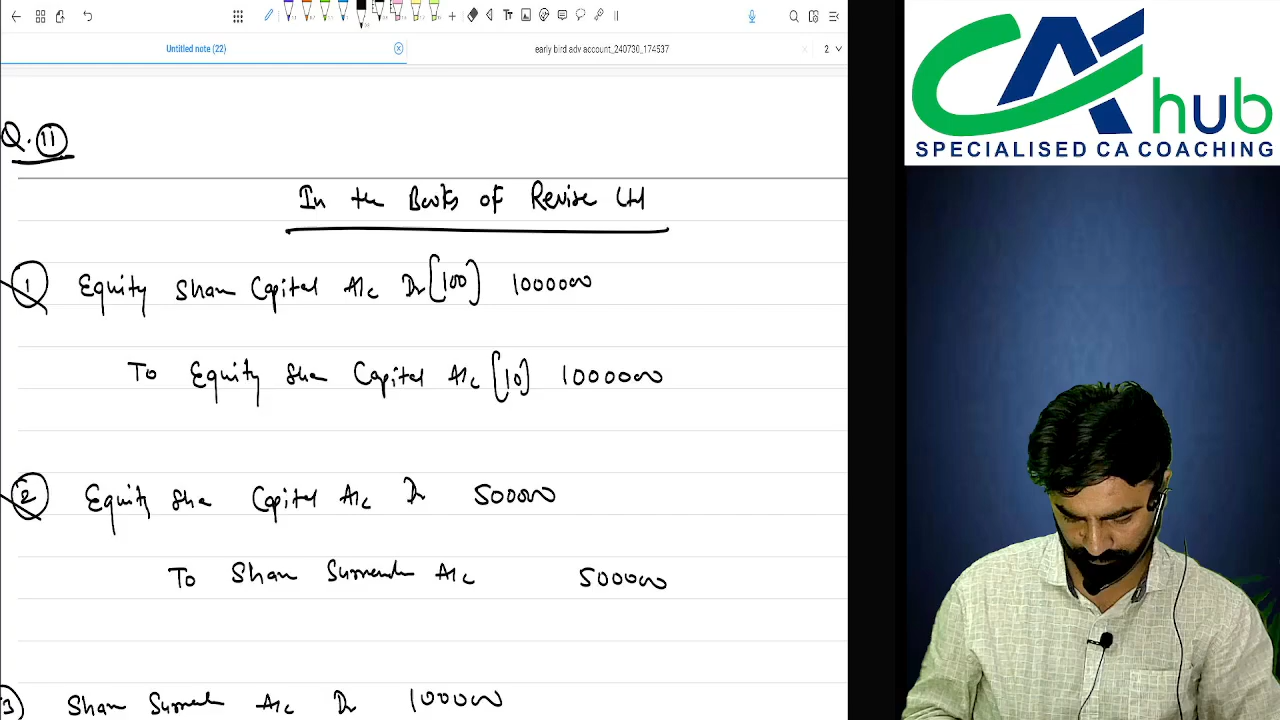 Untitled note (22)
early bird adv account_240730_174537
2
CA hub
SPECIALISED CA COACHING
Q. 11
In the Books of Revise Ltd
1 Equity Share Capital A/c Dr [100] 1000000
To Equity Share Capital A/c [10] 1000000
2 Equity Share Capital A/c Dr 500000
To Share Surrender A/c 500000
3 Share Surrender A/c Dr 100000